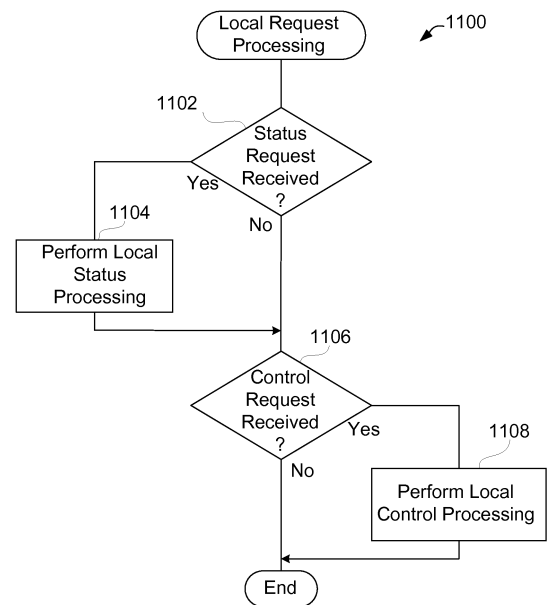 Local Request
Processing
1100
1102
Status
Request
Received
?
Yes
No
1104
Perform Local
Status
Processing
1106
Control
Request
Received
?
Yes
No
1108
Perform Local
Control Processing
End